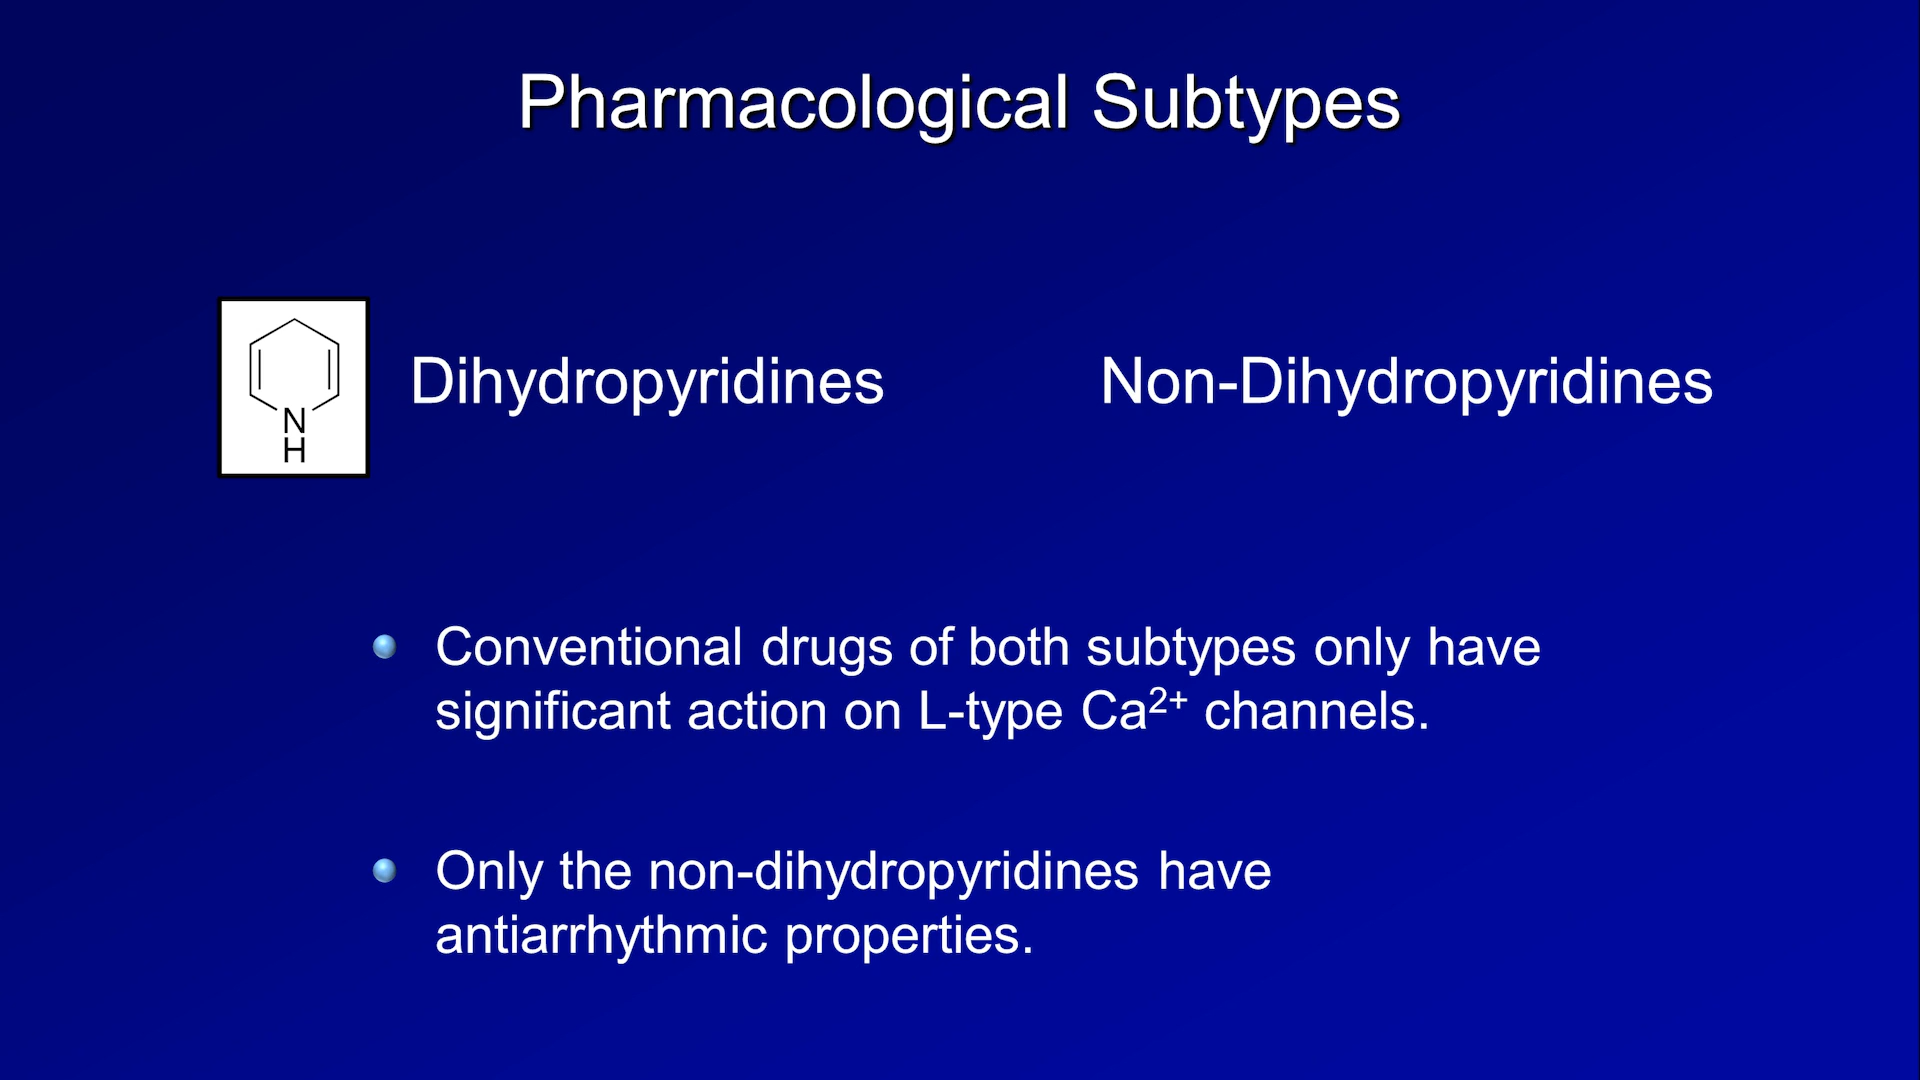 Pharmacological Subtypes
N
H
Dihydropyridines
Non-Dihydropyridines
Conventional drugs of both subtypes only have
significant action on L-type Ca²⁺ channels.
Only the non-dihydropyridines have
antiarrhythmic properties.